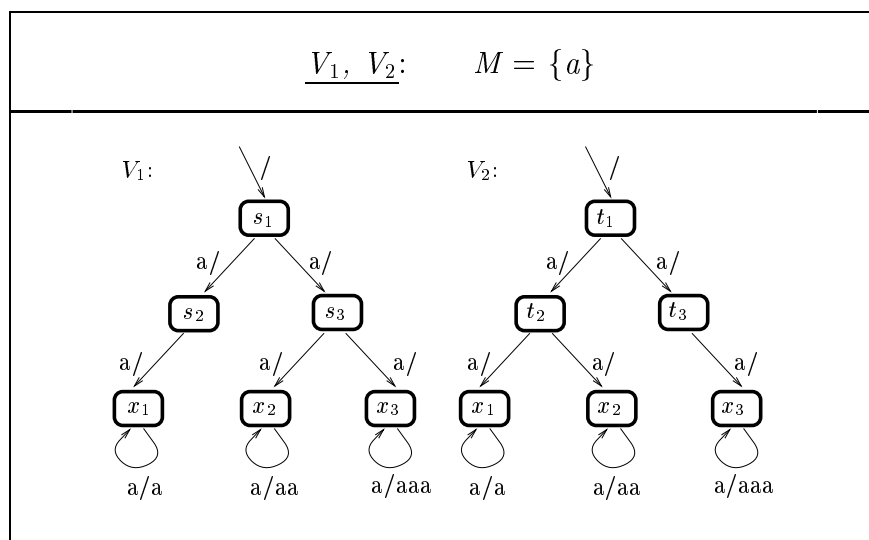 V1, V2: M = {a}
V1: / V2: /
s1 t1
a/ a/ a/ a/
s2 s3 t2 t3
a/ a/ a/ a/ a/ a/
x1 x2 x3 x1 x2 x3
a/a a/aa a/aaa a/a a/aa a/aaa